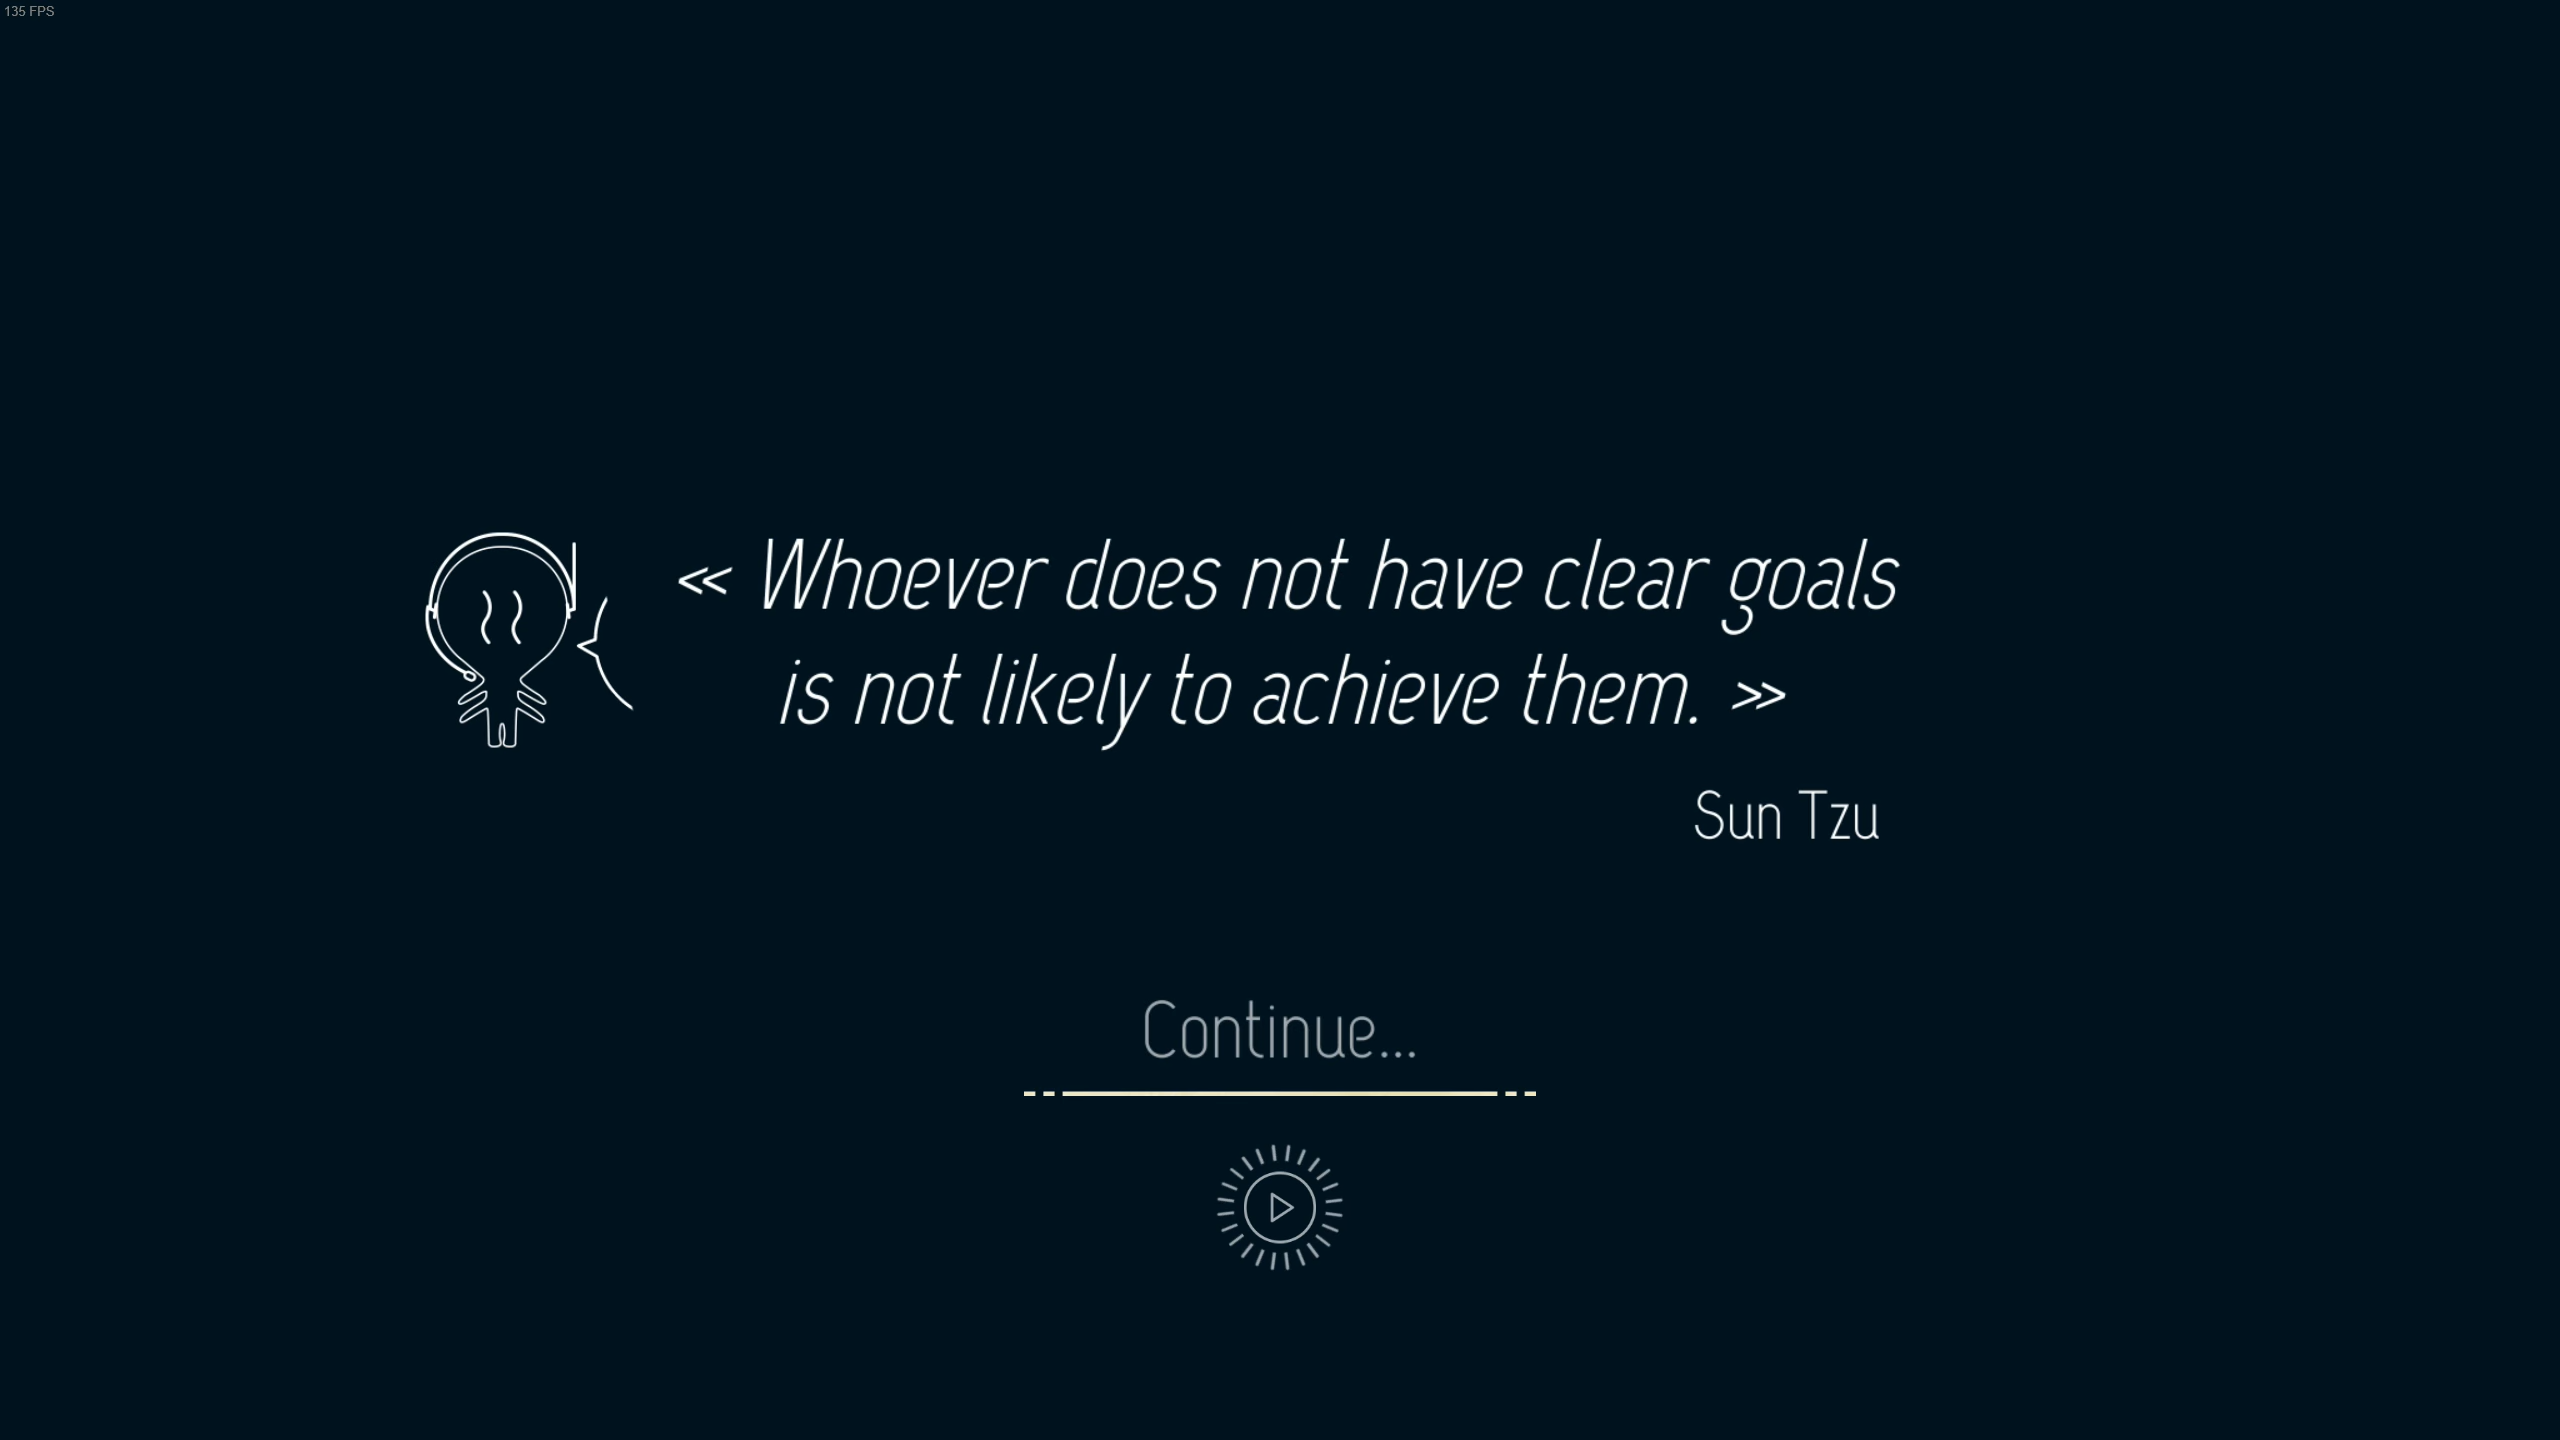 135 FPS
« Whoever does not have clear goals
is not likely to achieve them. »
Sun Tzu
Continue...